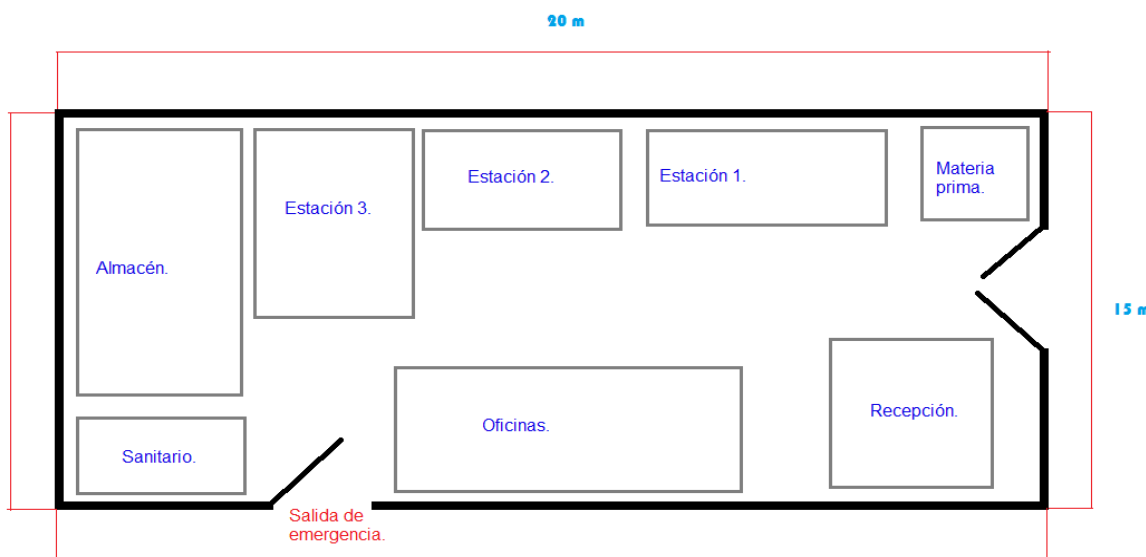 20 m
Materia
prima.
Estación 2.
Estación 1.
Estación 3.
Almacén.
15 m
Recepción.
Oficinas.
Sanitario.
Salida de
emergencia.